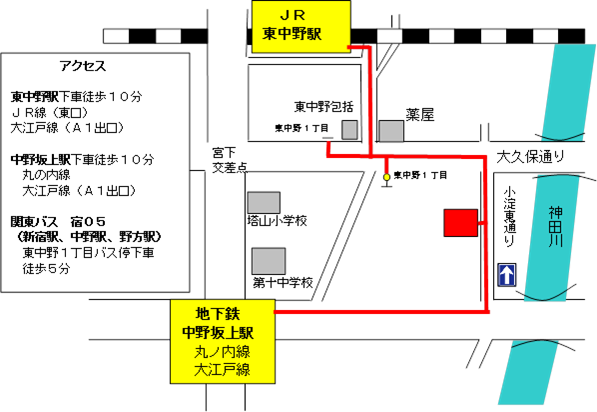 ＪＲ
東中野駅
アクセス
東中野駅下車徒歩１０分
ＪＲ線（東口）
大江戸線（Ａ１出口）
中野坂上駅下車徒歩１０分
丸の内線
大江戸線（Ａ１出口）
関東バス　宿０５
（新宿駅、中野駅、野方駅）
東中野１丁目バス停下車
徒歩５分
東中野包括
薬屋
東中野１丁目
宮下
交差点
大久保通り
東中野１丁目
塔山小学校
小淀東通り
神田川
第十中学校
地下鉄
中野坂上駅
丸ノ内線
大江戸線